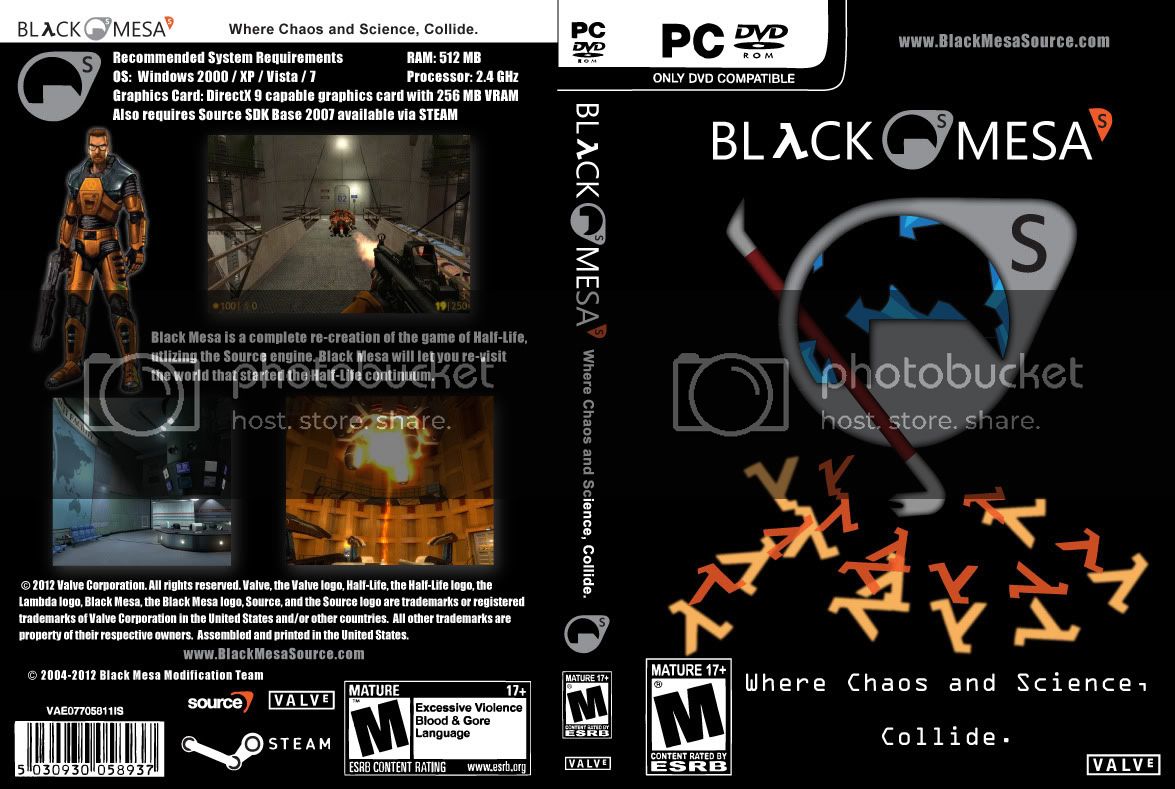 BLACK MESA
S
S
Where Chaos and Science, Collide.
S
Recommended System Requirements
RAM: 512 MB
OS: Windows 2000 / XP / Vista / 7
Processor: 2.4 GHz
Graphics Card: DirectX 9 capable graphics card with 256 MB VRAM
Also requires Source SDK Base 2007 available via STEAM
100 0
19 250
Black Mesa is a complete re-creation of the game of Half-Life,
utlizing the Source engine. Black Mesa will let you re-visit
the world that started the Half-Life continuum.
photobucket
host. store. share.
© 2012 Valve Corporation. All rights reserved. Valve, the Valve logo, Half-Life, the Half-Life logo, the
Lambda logo, Black Mesa, the Black Mesa logo, Source, and the Source logo are trademarks or registered
trademarks of Valve Corporation in the United States and/or other countries. All other trademarks are
property of their respective owners. Assembled and printed in the United States.
www.BlackMesaSource.com
© 2004-2012 Black Mesa Modification Team
VAE07705811IS
5 030930 058937
source
VALVE
STEAM
MATURE 17+
M
Excessive Violence
Blood & Gore
Language
ESRB CONTENT RATING www.esrb.org
PC
DVD
ROM
BLλCK MESA
S
S
Where Chaos and Science, Collide.
S
MATURE 17+
M
CONTENT RATED BY
ESRB
VALVE
PC DVD
ROM
ONLY DVD COMPATIBLE
www.BlackMesaSource.com
BLλCK MESA
S
S
S
photobucket
host. store. share.
λ λ λ λ λ λ λ λ λ λ λ λ λ λ λ λ λ
MATURE 17+
M
CONTENT RATED BY
ESRB
Where Chaos and Science,
Collide.
VALVE